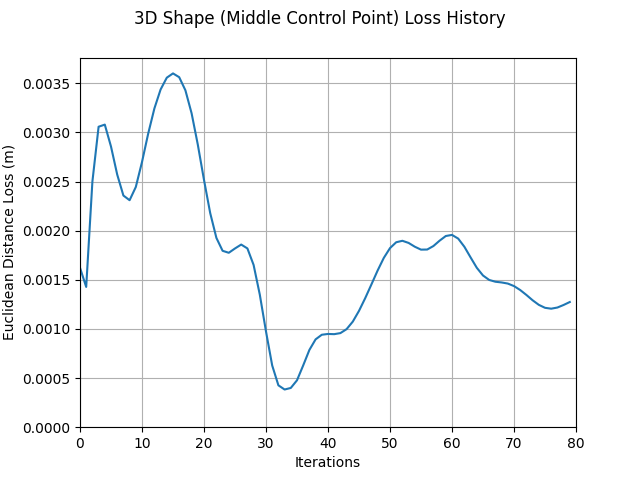 3D Shape (Middle Control Point) Loss History
Euclidean Distance Loss (m)
0.0035
0.0030
0.0025
0.0020
0.0015
0.0010
0.0005
0.0000
0 10 20 30 40 50 60 70 80
Iterations